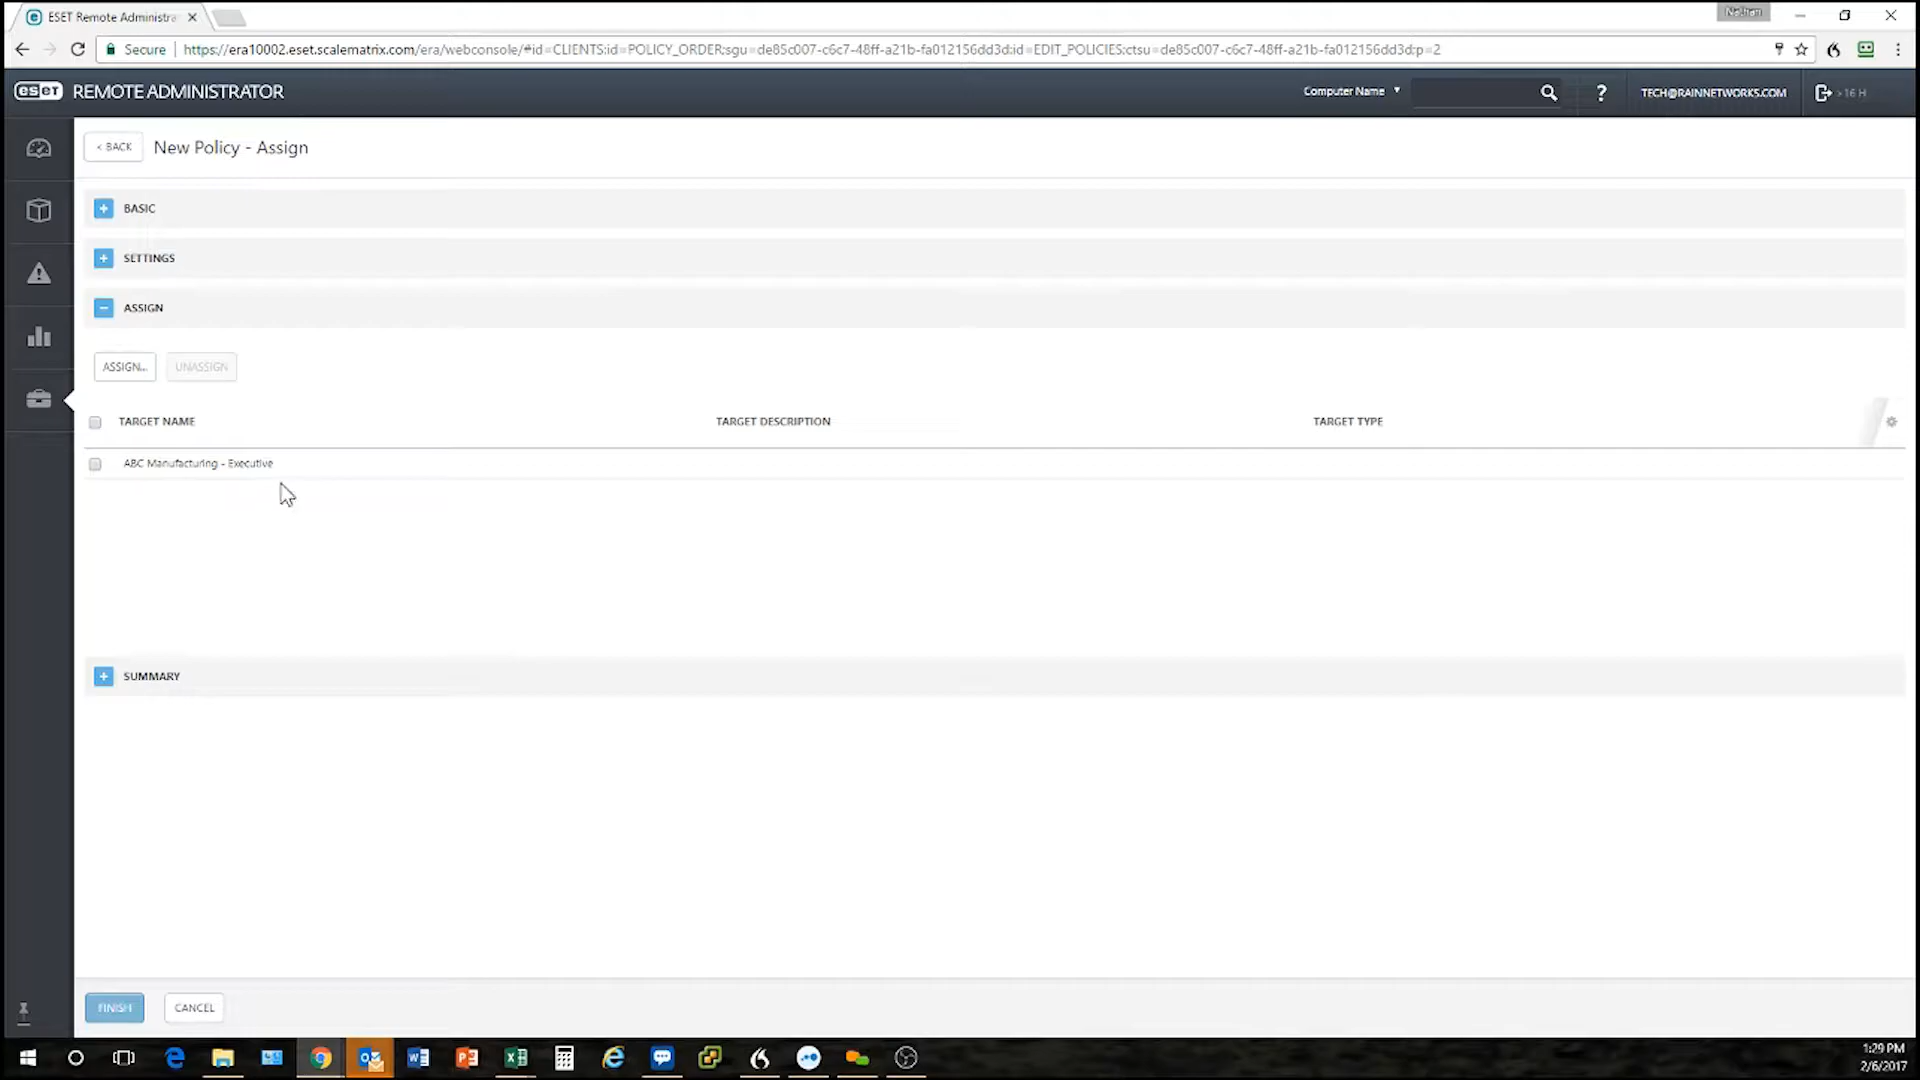 ESET Remote Administra
Nathan
Secure | https://era10002.eset.scalematrix.com/era/webconsole/#id=CLIENTS:id=POLICY_ORDER;sgu=de85c007-c6c7-48ff-a21b-fa012156dd3d:id=EDIT_POLICIES:ctsu=de85c007-c6c7-48ff-a21b-fa012156dd3d;p=2
eset REMOTE ADMINISTRATOR
Computer Name
?
TECH@RAINNETWORKS.COM
>16 H
< BACK
New Policy - Assign
BASIC
SETTINGS
ASSIGN
ASSIGN...
UNASSIGN
TARGET NAME
TARGET DESCRIPTION
TARGET TYPE
ABC Manufacturing - Executive
SUMMARY
FINISH
CANCEL
1:29 PM
2/6/2017